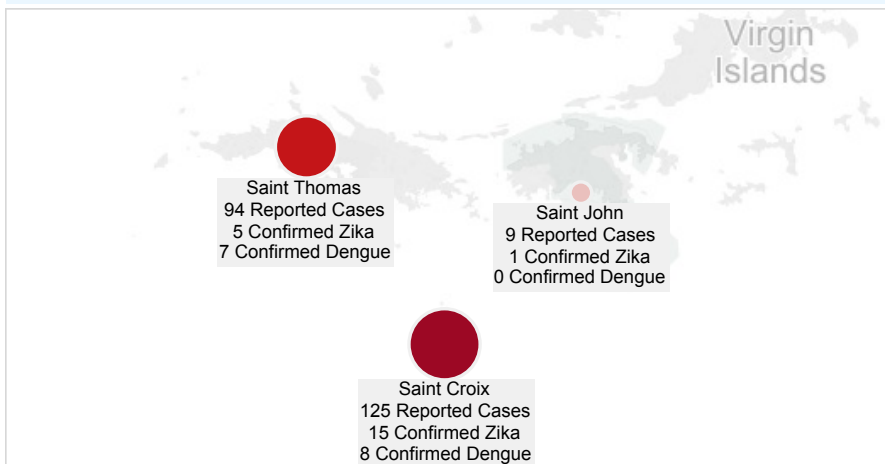 Virgin
Islands
Saint Thomas
94 Reported Cases
5 Confirmed Zika
7 Confirmed Dengue
Saint John
9 Reported Cases
1 Confirmed Zika
0 Confirmed Dengue
Saint Croix
125 Reported Cases
15 Confirmed Zika
8 Confirmed Dengue